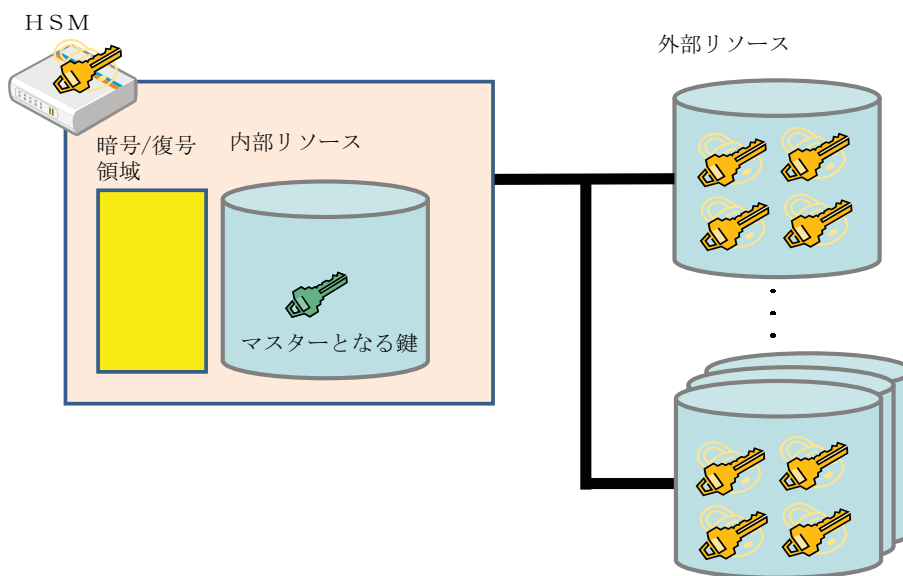 ＨＳＭ
外部リソース
暗号/復号
領域
内部リソース
マスターとなる鍵